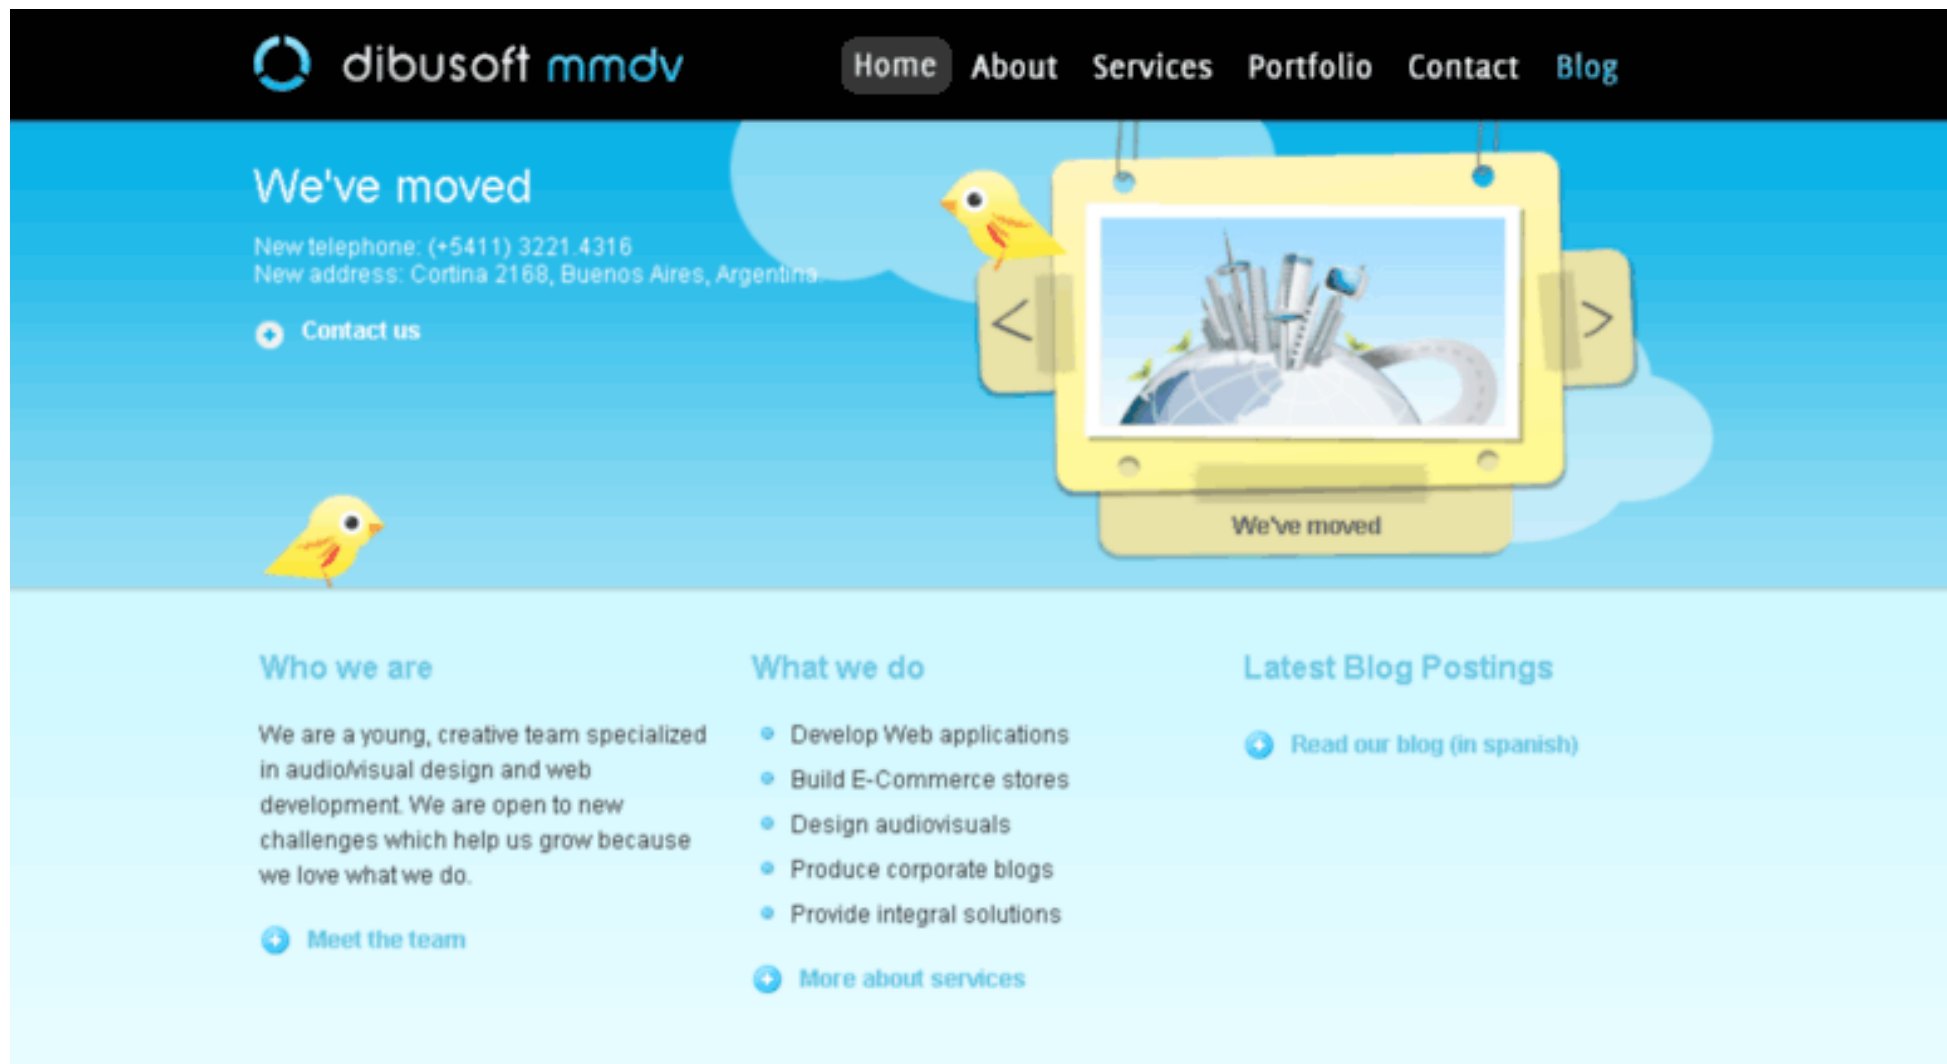 dibusoft mmdv
Home About Services Portfolio Contact Blog
We've moved
New telephone: (+5411) 3221.4316
New address: Cortina 2168, Buenos Aires, Argentina.
Contact us
<
>
We've moved
Who we are
We are a young, creative team specialized
in audio/visual design and web
development. We are open to new
challenges which help us grow because
we love what we do.
Meet the team
What we do
Develop Web applications
Build E-Commerce stores
Design audiovisuals
Produce corporate blogs
Provide integral solutions
More about services
Latest Blog Postings
Read our blog (in spanish)